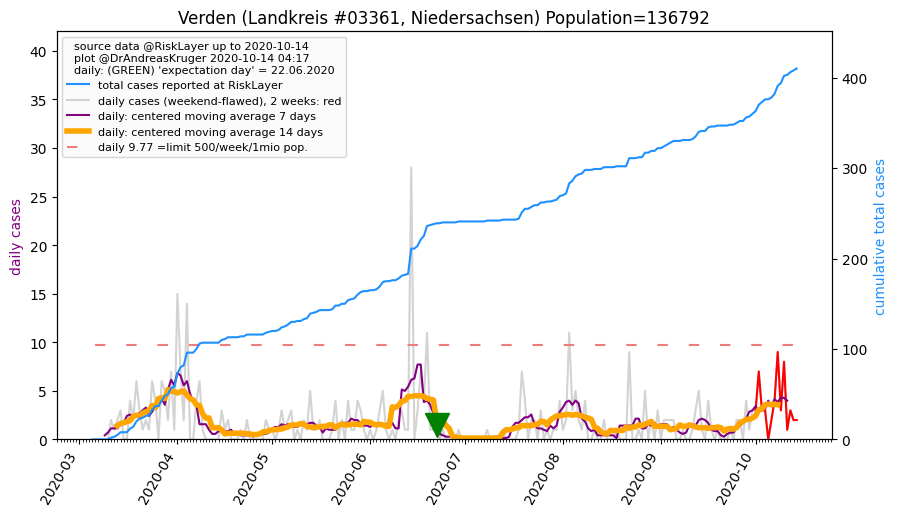 Verden (Landkreis #03361, Niedersachsen) Population=136792
source data @RiskLayer up to 2020-10-14
plot @DrAndreasKruger 2020-10-14 04:17
daily: (GREEN) 'expectation day' = 22.06.2020
total cases reported at RiskLayer
daily cases (weekend-flawed), 2 weeks: red
daily: centered moving average 7 days
daily: centered moving average 14 days
daily 9.77 =limit 500/week/1mio pop.
daily cases
40
35
30
25
20
15
10
5
0
cumulative total cases
400
300
200
100
0
2020-03
2020-04
2020-05
2020-06
2020-07
2020-08
2020-09
2020-10